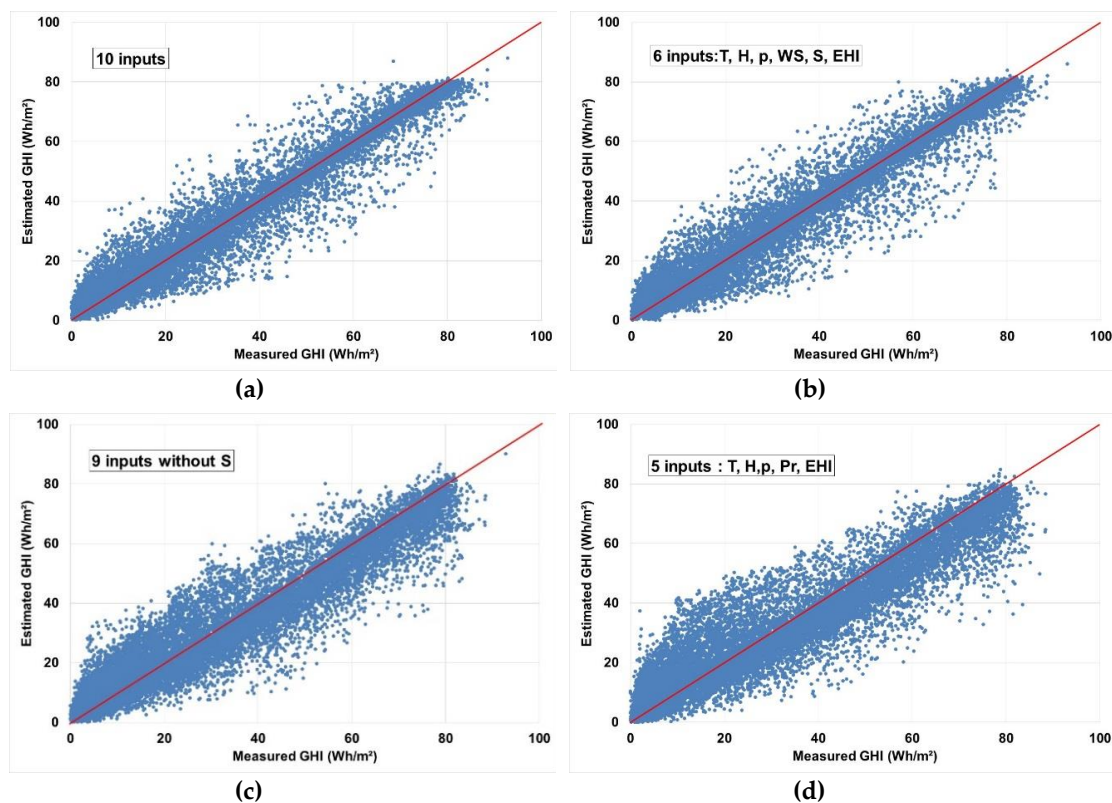 100
80
60
40
20
0
Estimated GHI (Wh/m²)
10 inputs
0 20 40 60 80 100
Measured GHI (Wh/m²)
(a)
100
80
60
40
20
0
Estimated GHI (Wh/m²)
6 inputs:T, H, p, WS, S, EHI
0 20 40 60 80 100
Measured GHI (Wh/m²)
(b)
100
80
60
40
20
0
Estimated GHI (Wh/m²)
9 inputs without S
0 20 40 60 80 100
Measured GHI (Wh/m²)
(c)
100
80
60
40
20
0
Estimated GHI (Wh/m²)
5 inputs : T, H,p, Pr, EHI
0 20 40 60 80 100
Measured GHI (Wh/m²)
(d)